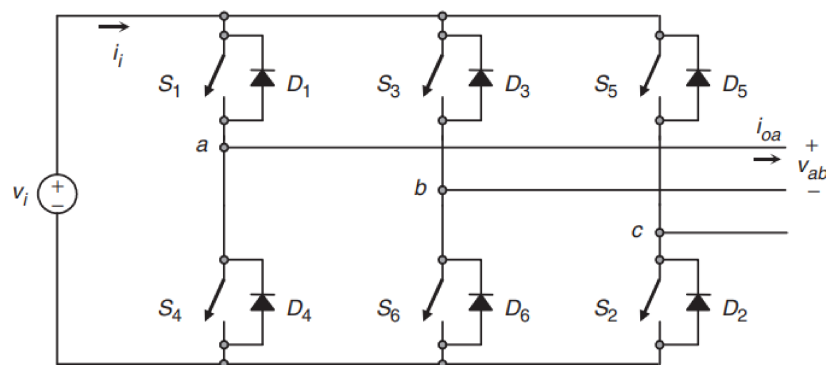 i_i
S_1 D_1 S_3 D_3 S_5 D_5
i_oa
a +
v_ab
v_i + b −
− c
S_4 D_4 S_6 D_6 S_2 D_2